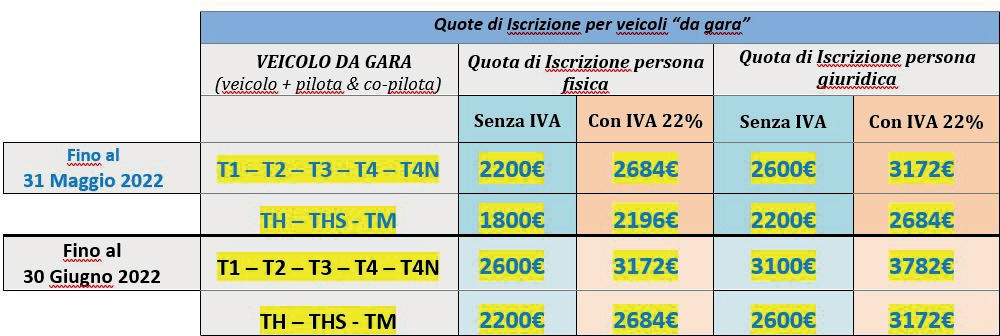 Quote di Iscrizione per veicoli “da gara”
VEICOLO DA GARA
(veicolo + pilota & co-pilota)
Quota di Iscrizione persona
fisica
Quota di Iscrizione persona
giuridica
Senza IVA
Con IVA 22%
Senza IVA
Con IVA 22%
Fino al
31 Maggio 2022
T1 – T2 – T3 – T4 – T4N
2200€
2684€
2600€
3172€
TH – THS - TM
1800€
2196€
2200€
2684€
Fino al
30 Giugno 2022
T1 – T2 – T3 – T4 – T4N
2600€
3172€
3100€
3782€
TH – THS - TM
2200€
2684€
2600€
3172€